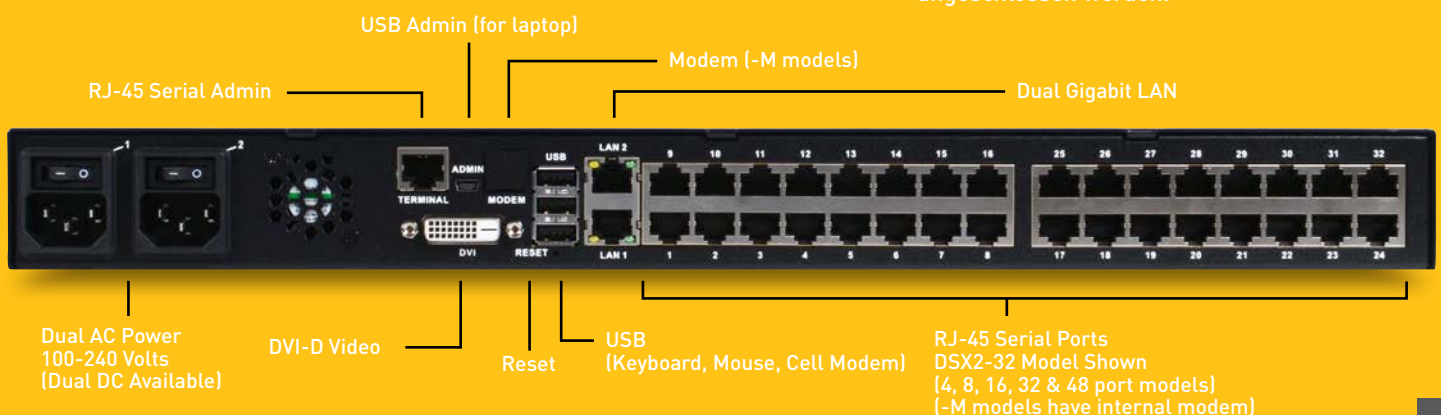 USB Admin (for laptop)
Modem (-M models)
RJ-45 Serial Admin
Dual Gigabit LAN
1
2
LAN 2
USB
ADMIN
TERMINAL
MODEM
DVI
RESET
LAN 1
9 10 11 12 13 14 15 16
25 26 27 28 29 30 31 32
1 2 3 4 5 6 7 8
17 18 19 20 21 22 23 24
Dual AC Power
100-240 Volts
(Dual DC Available)
DVI-D Video
Reset
USB
(Keyboard, Mouse, Cell Modem)
RJ-45 Serial Ports
DSX2-32 Model Shown
(4, 8, 16, 32 & 48 port models)
(-M models have internal modem)